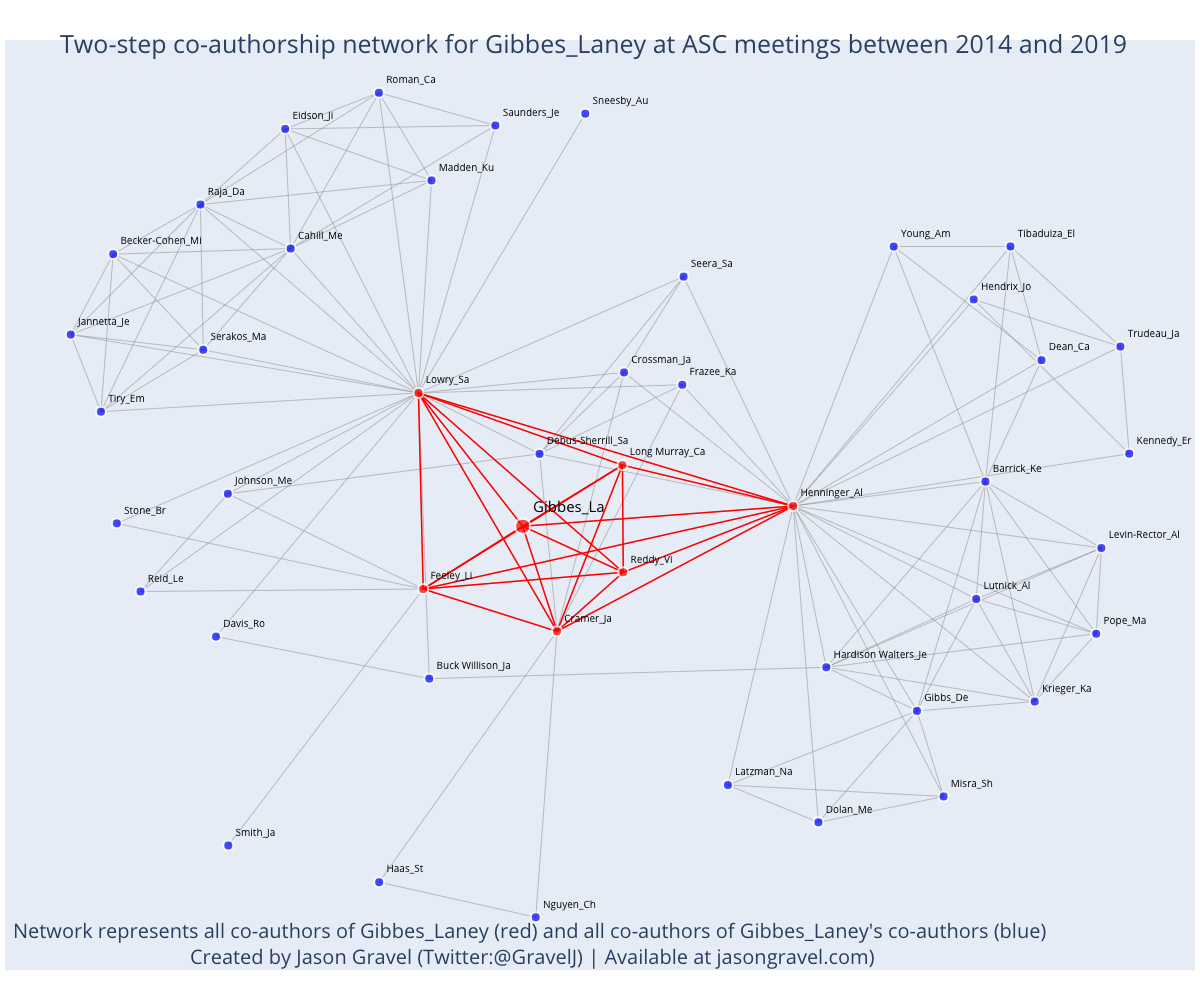 Two-step co-authorship network for Gibbes_Laney at ASC meetings between 2014 and 2019
Roman_Ca
Sneesby_Au
Saunders_Je
Eidson_Ji
Madden_Ku
Raja_Da
Becker-Cohen_Mi
Cahill_Me
Young_Am
Tibaduiza_El
Seera_Sa
Hendrix_Jo
Jannetta_Je
Serakos_Ma
Trudeau_Ja
Dean_Ca
Crossman_Ja
Frazee_Ka
Lowry_Sa
Tiry_Em
Debus-Sherrill_Sa
Kennedy_Er
Long Murray_Ca
Barrick_Ke
Johnson_Me
Henninger_Al
Gibbes_La
Stone_Br
Levin-Rector_Al
Reddy_Vi
Feeley_Li
Reid_Le
Lutnick_Al
Cramer_Ja
Pope_Ma
Davis_Ro
Hardison Walters_Je
Buck Willison_Ja
Krieger_Ka
Gibbs_De
Latzman_Na
Misra_Sh
Dolan_Me
Smith_Ja
Haas_St
Nguyen_Ch
Network represents all co-authors of Gibbes_Laney (red) and all co-authors of Gibbes_Laney's co-authors (blue)
Created by Jason Gravel (Twitter:@GravelJ) | Available at jasongravel.com)